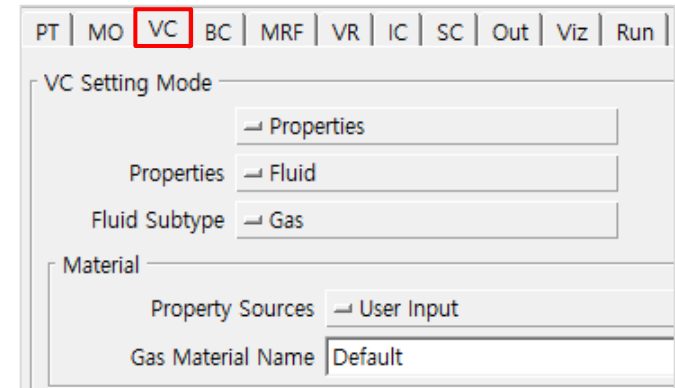 PT MO VC BC MRF VR IC SC Out Viz Run
VC Setting Mode
Properties
Properties Fluid
Fluid Subtype Gas
Material
Property Sources User Input
Gas Material Name Default